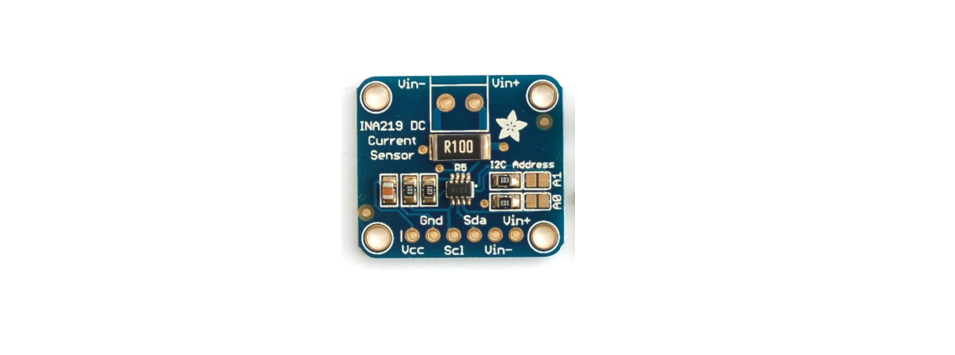 Vin- Vin+
INA219 DC
Current
Sensor
R100
R5
I2C Address
A1
A0
Gnd Sda Vin+
Vcc Scl Vin-